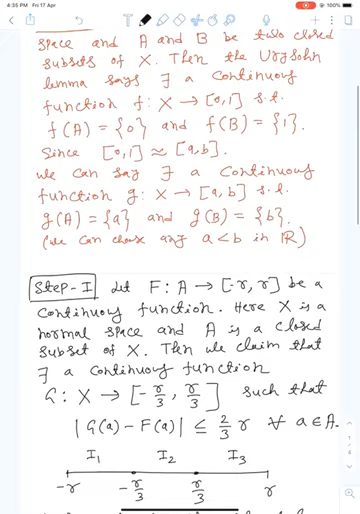 4:35 PM Fri 17 Apr
100%
space and A and B be two closed
subsets of X. Then the Urysohn
lemma says ∃ a continuous
function f: X → [0,1] s.t.
f(A) = {0} and f(B) = {1}.
Since [0,1] ≈ [a,b].
We can say ∃ a continuous
function g: X → [a,b] s.t.
g(A) = {a} and g(B) = {b}.
(We can choose any a<b in ℝ)
Step-I Let F: A → [-r, r] be a
continuous function. Here X is a
normal space and A is a closed
subset of X. Then we claim that
∃ a continuous function
G: X → [-r/3, r/3] such that
|G(a) - F(a)| ≤ 2/3 r ∀ a∈A.
I₁ I₂ I₃
-r -r/3 r/3 r